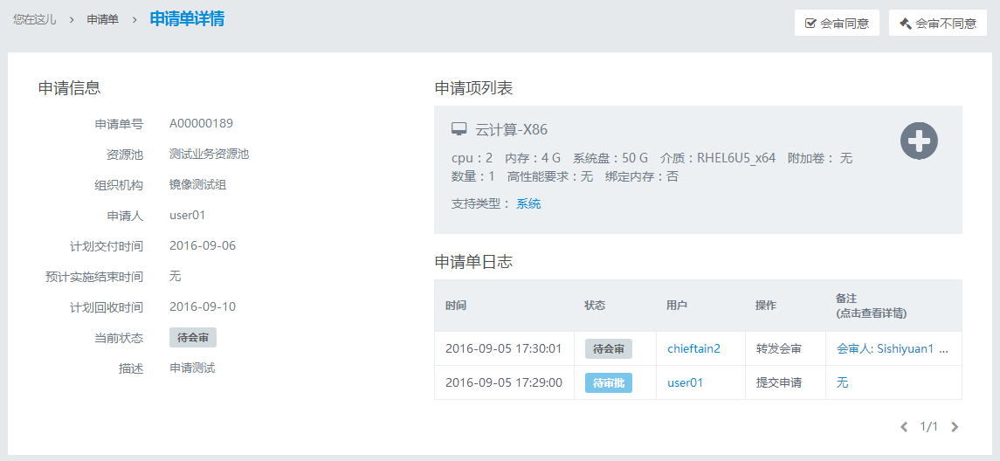 您在这儿 > 申请单 > 申请单详情
会审同意 会审不同意
申请信息
申请单号 A00000189
资源池 测试业务资源池
组织机构 镜像测试组
申请人 user01
计划交付时间 2016-09-06
预计实施结束时间 无
计划回收时间 2016-09-10
当前状态 待会审
描述 申请测试
申请项列表
云计算-X86
cpu：2 内存：4 G 系统盘：50 G 介质：RHEL6U5_x64 附加卷： 无
数量：1 高性能要求：无 绑定内存：否
支持类型： 系统
申请单日志
时间 状态 用户 操作 备注
(点击查看详情)
2016-09-05 17:30:01 待会审 chieftain2 转发会审 会审人: Sishiyuan1 ...
2016-09-05 17:29:00 待审批 user01 提交申请 无
1/1